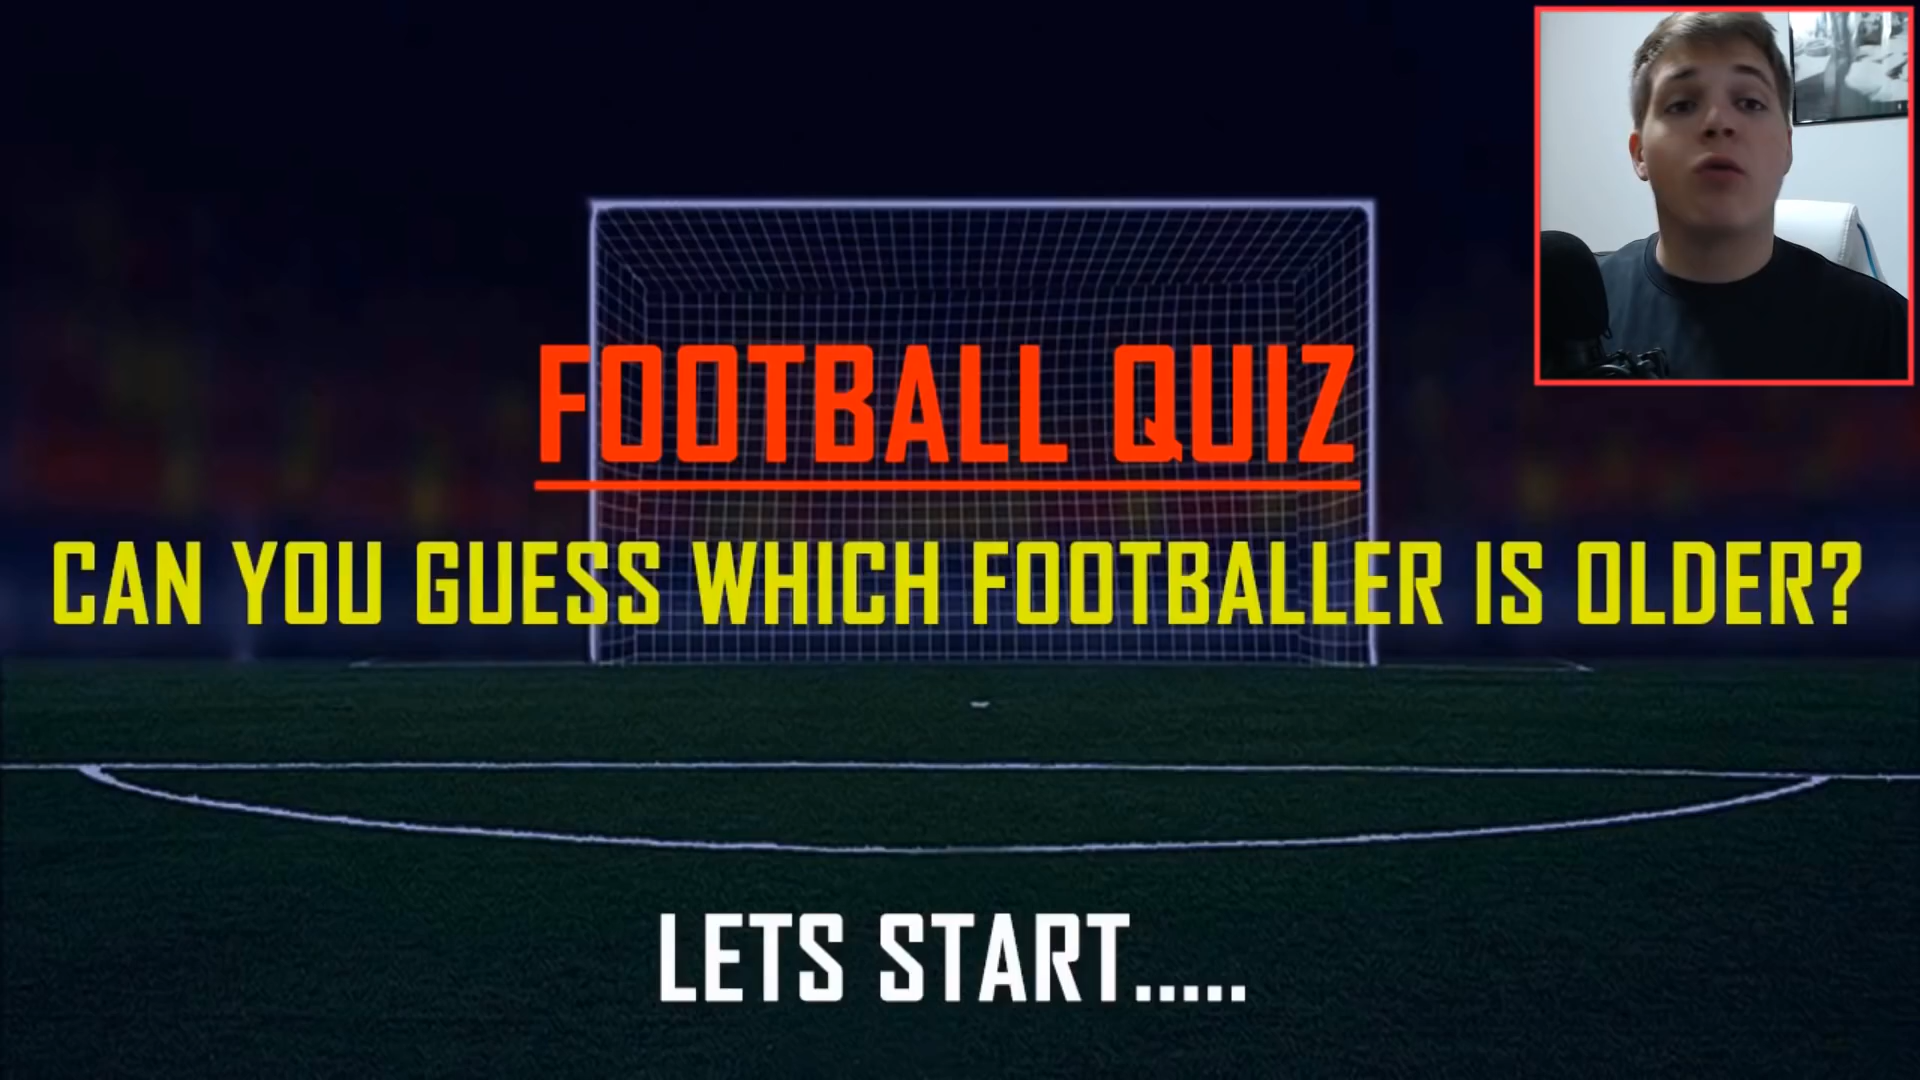 FOOTBALL QUIZ
CAN YOU GUESS WHICH FOOTBALLER IS OLDER?
LETS START.....